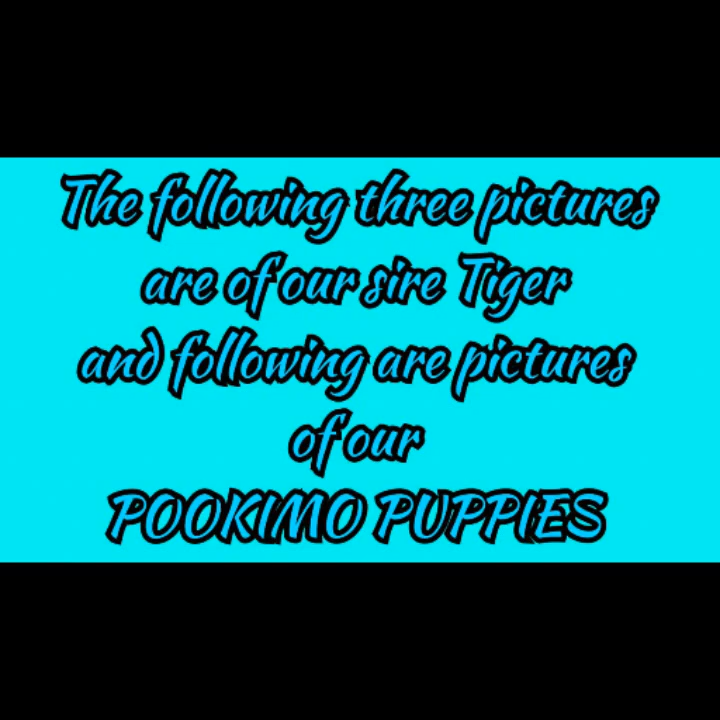 The following three pictures
are of our sire Tiger
and following are pictures
of our
POOKIMO PUPPIES